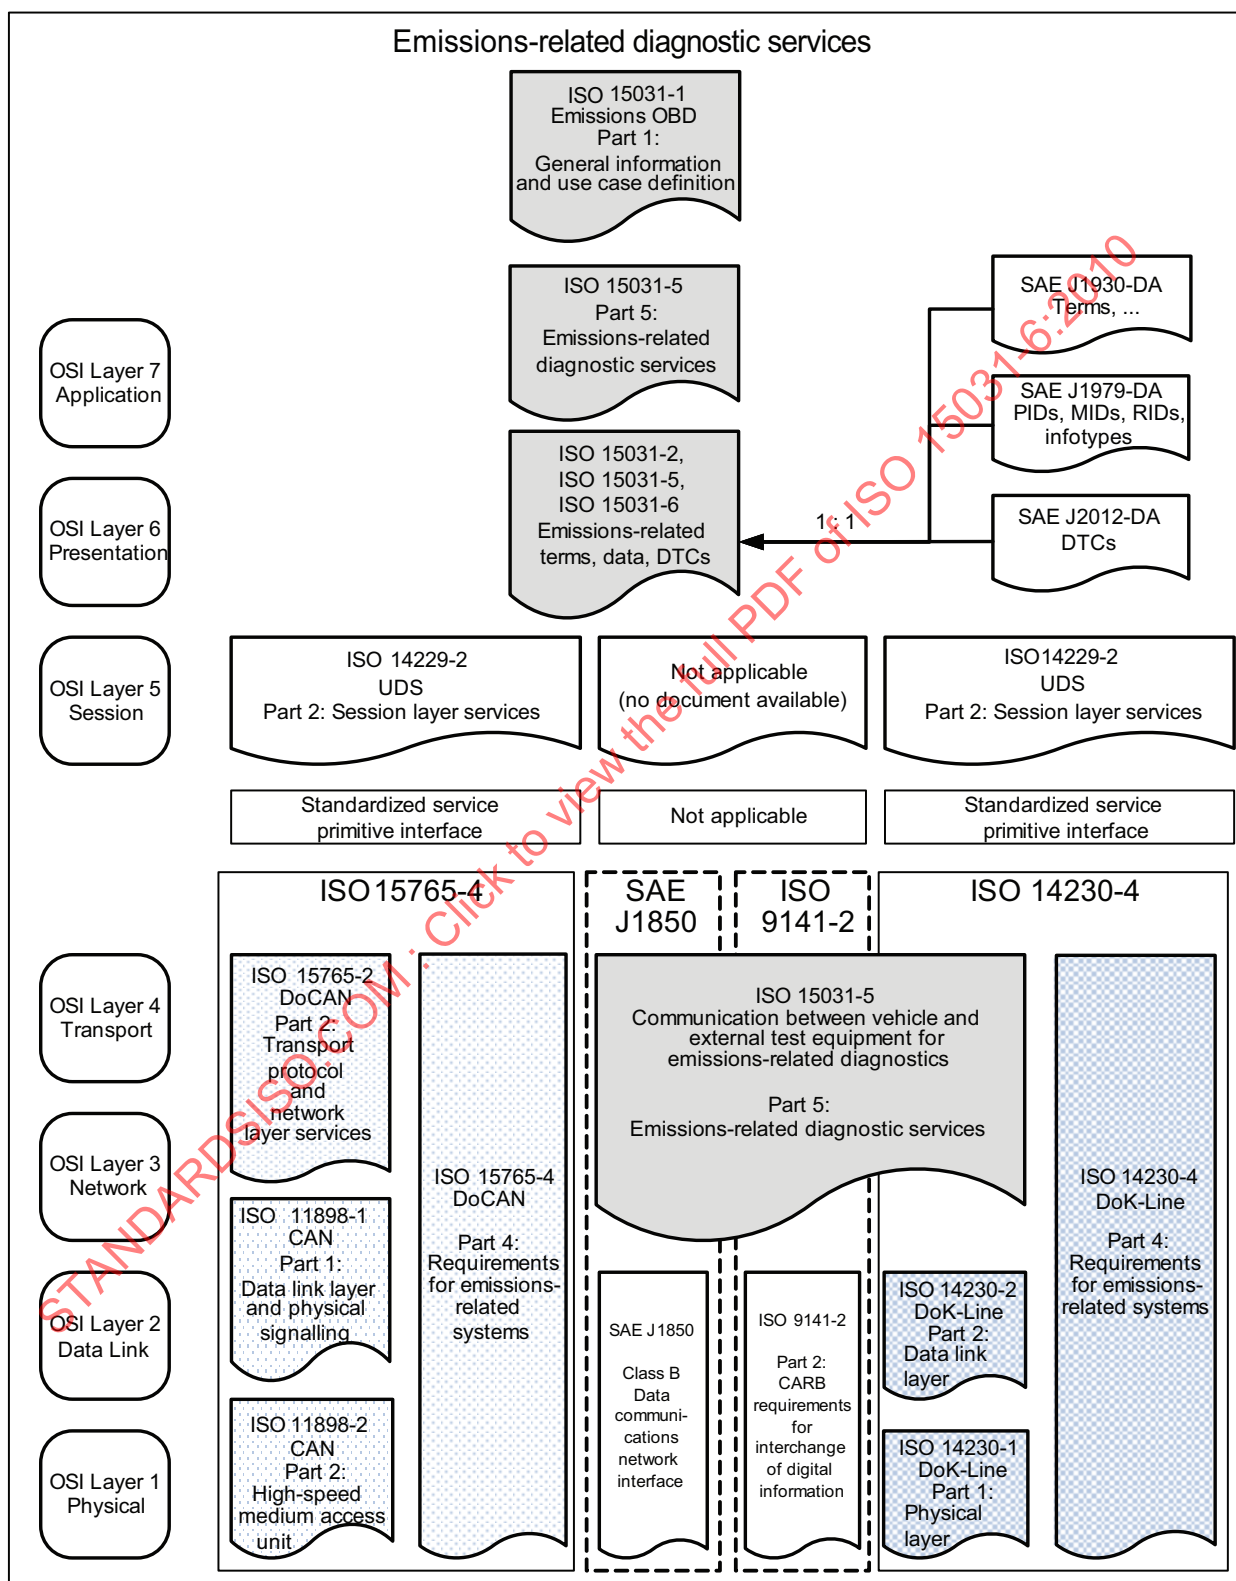 Emissions-related diagnostic services
ISO 15031-1
Emissions OBD
Part 1:
General information
and use case definition
ISO 15031-5
Part 5:
Emissions-related
diagnostic services
SAE J1930-DA
Terms, ...
OSI Layer 7
Application
SAE J1979-DA
PIDs, MIDs, RIDs,
infotypes
ISO 15031-2,
ISO 15031-5,
ISO 15031-6
Emissions-related
terms, data, DTCs
1 : 1
SAE J2012-DA
DTCs
OSI Layer 6
Presentation
OSI Layer 5
Session
ISO 14229-2
UDS
Part 2: Session layer services
Not applicable
(no document available)
ISO14229-2
UDS
Part 2: Session layer services
Standardized service
primitive interface
Not applicable
Standardized service
primitive interface
ISO 15765-4
SAE
J1850
ISO
9141-2
ISO 14230-4
OSI Layer 4
Transport
ISO 15765-2
DoCAN
Part 2:
Transport
protocol
and
network
layer services
ISO 15031-5
Communication between vehicle and
external test equipment for
emissions-related diagnostics
Part 5:
Emissions-related diagnostic services
OSI Layer 3
Network
ISO 15765-4
DoCAN
Part 4:
Requirements
for emissions-
related
systems
ISO 14230-4
DoK-Line
Part 4:
Requirements
for emissions-
related systems
ISO 11898-1
CAN
Part 1:
Data link layer
and physical
signalling
OSI Layer 2
Data Link
SAE J1850
Class B
Data
communi-
cations
network
interface
ISO 9141-2
Part 2:
CARB
requirements
for
interchange
of digital
information
ISO 14230-2
DoK-Line
Part 2:
Data link
layer
OSI Layer 1
Physical
ISO 11898-2
CAN
Part 2:
High-speed
medium access
unit
ISO 14230-1
DoK-Line
Part 1:
Physical
layer
STANDARDSISO.COM : Click to view the full PDF of ISO 15031-6:2010